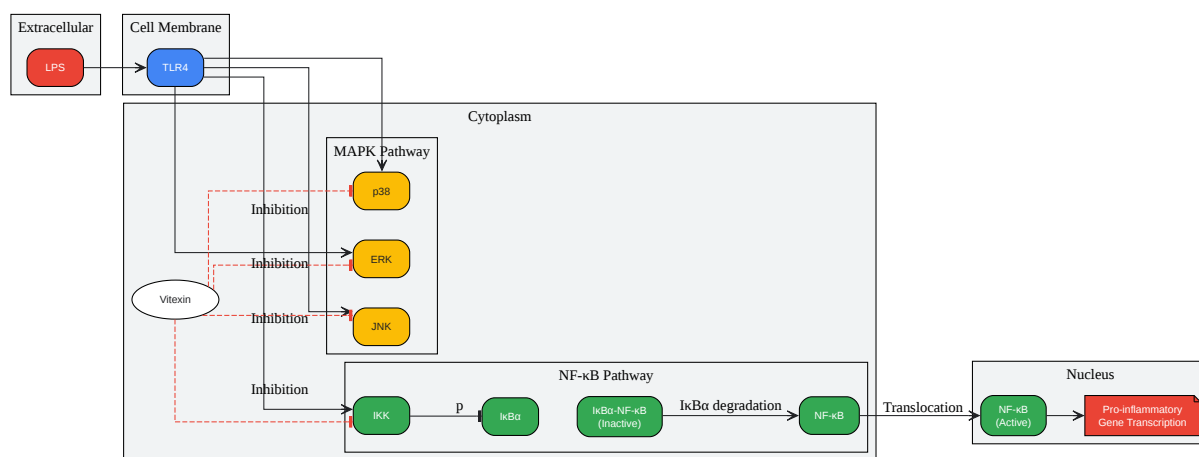 Extracellular
Cell Membrane
LPS
TLR4
Cytoplasm
MAPK Pathway
p38
Inhibition
ERK
Inhibition
Vitexin
Inhibition
JNK
NF-κB Pathway
Inhibition
IKK
p
IκBα
IκBα-NF-κB
(Inactive)
IκBα degradation
NF-κB
Translocation
Nucleus
NF-κB
(Active)
Pro-inflammatory
Gene Transcription